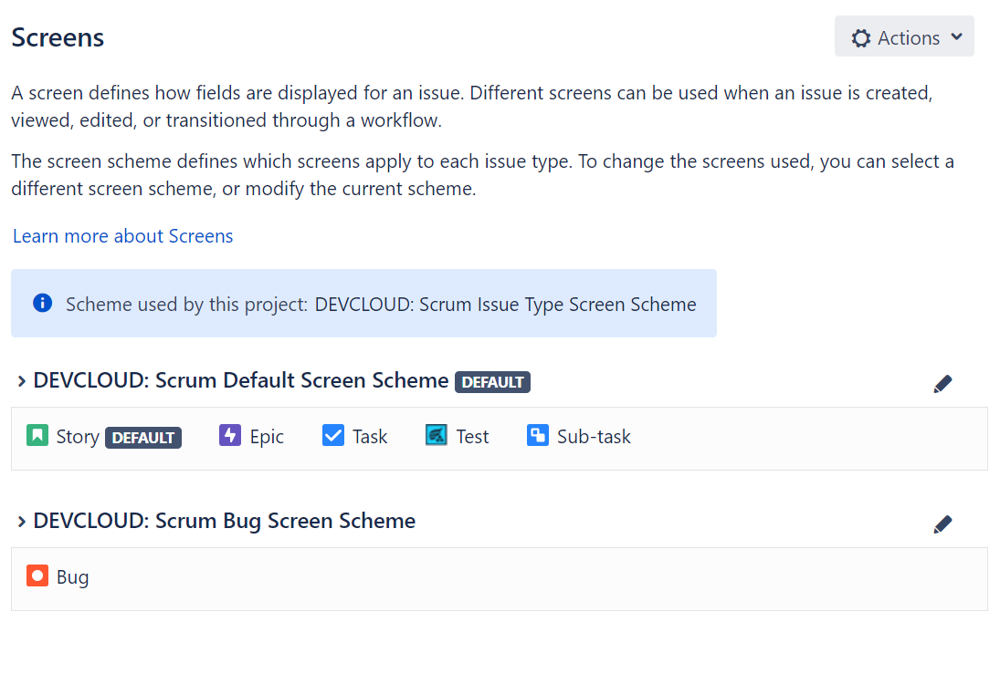 Screens
Actions
A screen defines how fields are displayed for an issue. Different screens can be used when an issue is created,
viewed, edited, or transitioned through a workflow.
The screen scheme defines which screens apply to each issue type. To change the screens used, you can select a
different screen scheme, or modify the current scheme.
Learn more about Screens
Scheme used by this project: DEVCLOUD: Scrum Issue Type Screen Scheme
DEVCLOUD: Scrum Default Screen Scheme DEFAULT
Story DEFAULT Epic Task Test Sub-task
DEVCLOUD: Scrum Bug Screen Scheme
Bug